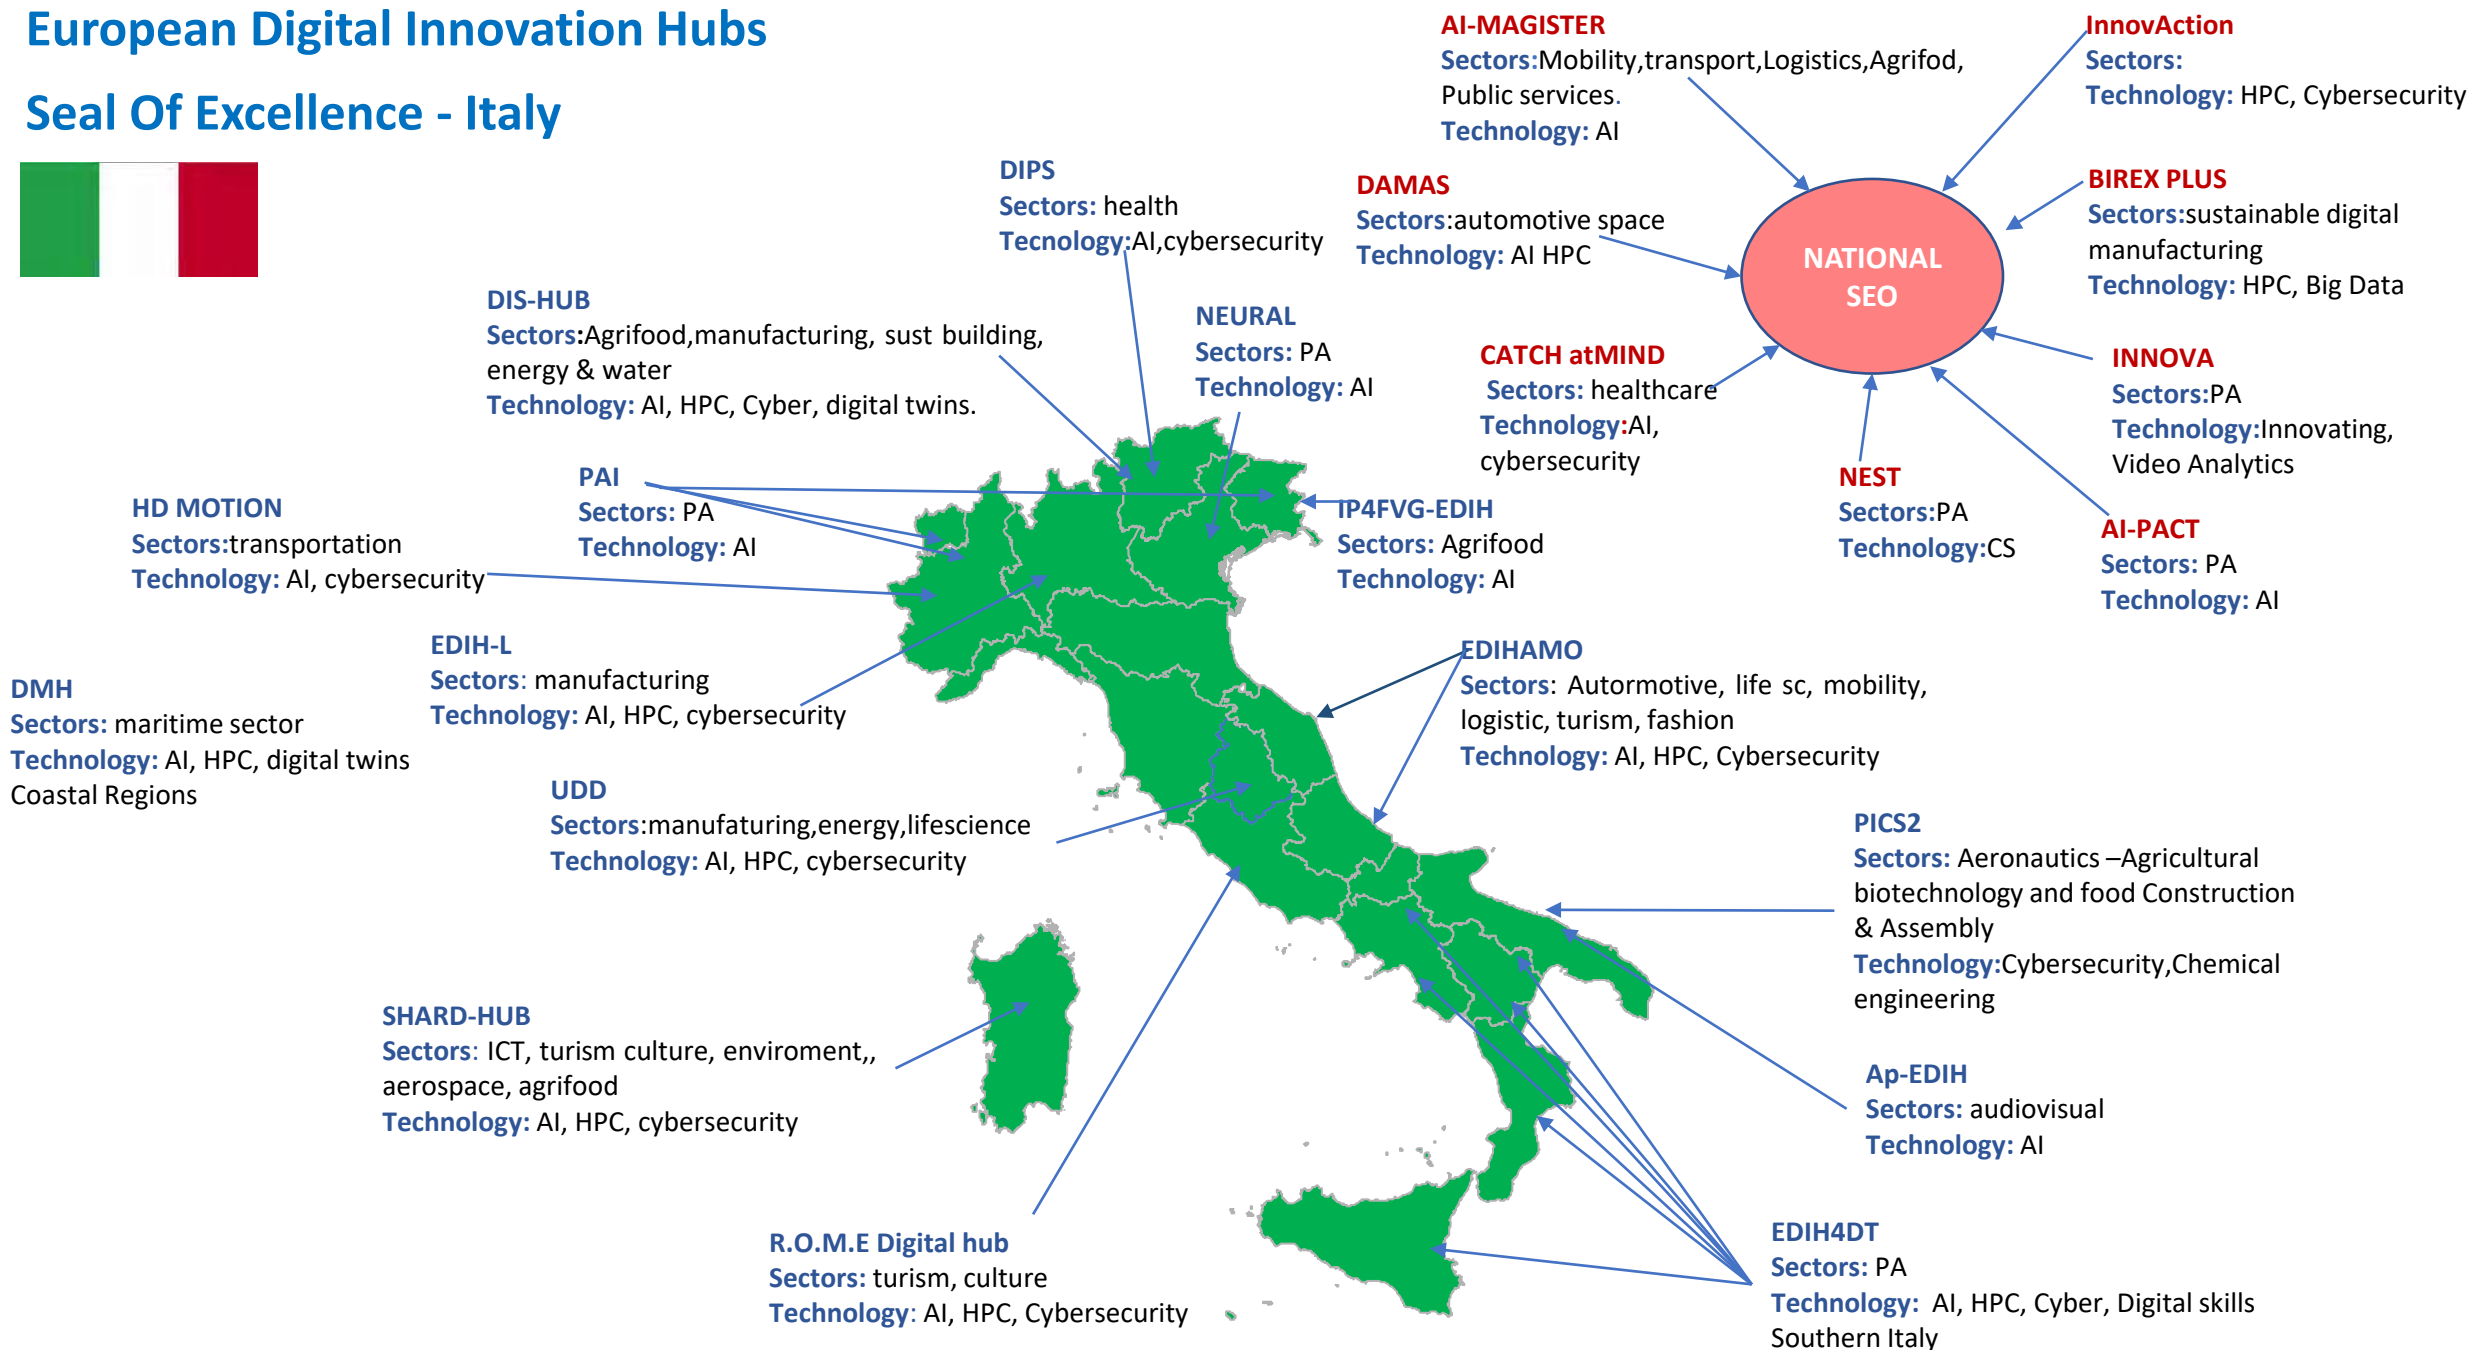 European Digital Innovation Hubs
Seal Of Excellence - Italy
AI-MAGISTER
Sectors:Mobility,transport,Logistics,Agrifod,
Public services.
Technology: AI
InnovAction
Sectors:
Technology: HPC, Cybersecurity
DIPS
Sectors: health
Tecnology:AI,cybersecurity
DAMAS
Sectors:automotive space
Technology: AI HPC
NATIONAL
SEO
BIREX PLUS
Sectors:sustainable digital
manufacturing
Technology: HPC, Big Data
DIS-HUB
Sectors:Agrifood,manufacturing, sust building,
energy & water
Technology: AI, HPC, Cyber, digital twins.
NEURAL
Sectors: PA
Technology: AI
CATCH atMIND
Sectors: healthcare
Technology:AI,
cybersecurity
INNOVA
Sectors:PA
Technology:Innovating,
Video Analytics
HD MOTION
Sectors:transportation
Technology: AI, cybersecurity
PAI
Sectors: PA
Technology: AI
IP4FVG-EDIH
Sectors: Agrifood
Technology: AI
NEST
Sectors:PA
Technology:CS
AI-PACT
Sectors: PA
Technology: AI
DMH
Sectors: maritime sector
Technology: AI, HPC, digital twins
Coastal Regions
EDIH-L
Sectors: manufacturing
Technology: AI, HPC, cybersecurity
EDIHAMO
Sectors: Autormotive, life sc, mobility,
logistic, turism, fashion
Technology: AI, HPC, Cybersecurity
UDD
Sectors:manufaturing,energy,lifescience
Technology: AI, HPC, cybersecurity
PICS2
Sectors: Aeronautics –Agricultural
biotechnology and food Construction
& Assembly
Technology:Cybersecurity,Chemical
engineering
SHARD-HUB
Sectors: ICT, turism culture, enviroment,,
aerospace, agrifood
Technology: AI, HPC, cybersecurity
Ap-EDIH
Sectors: audiovisual
Technology: AI
R.O.M.E Digital hub
Sectors: turism, culture
Technology: AI, HPC, Cybersecurity
EDIH4DT
Sectors: PA
Technology: AI, HPC, Cyber, Digital skills
Southern Italy